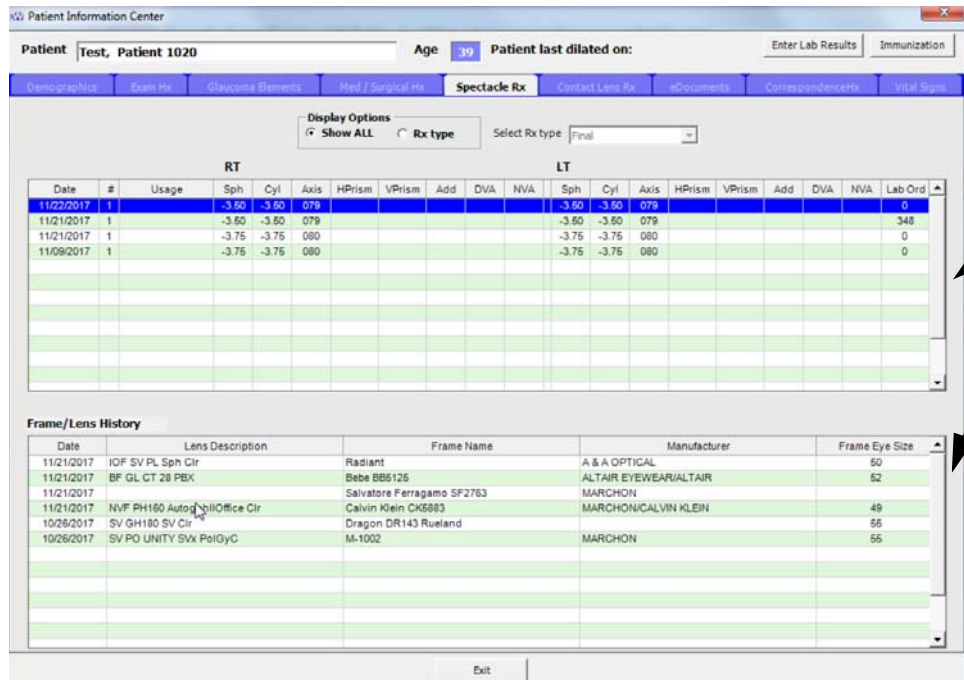 Patient Information Center
Patient Test, Patient 1020 Age 39 Patient last dilated on: Enter Lab Results Immunization
Demographics Exam Hx Glaucoma Elements Med / Surgical Hx Spectacle Rx Contact Lens Rx eDocuments CorrespondenceHx Vital Signs
Display Options
Show ALL Rx type Select Rx type Final
RT LT
Date # Usage Sph Cyl Axis HPrism VPrism Add DVA NVA Sph Cyl Axis HPrism VPrism Add DVA NVA Lab Ord
11/22/2017 1 -3.50 -3.50 079 -3.50 -3.50 079 0
11/21/2017 1 -3.50 -3.50 079 -3.50 -3.50 079 348
11/21/2017 1 -3.75 -3.75 080 -3.75 -3.75 080 0
11/09/2017 1 -3.75 -3.75 080 -3.75 -3.75 080 0
Frame/Lens History
Date Lens Description Frame Name Manufacturer Frame Eye Size
11/21/2017 IOF SV PL Sph Clr Radiant A & A OPTICAL 50
11/21/2017 BF GL CT 28 PBX Bebe BB5125 ALTAIR EYEWEAR/ALTAIR 52
11/21/2017 Salvatore Ferragamo SF2763 MARCHON
11/21/2017 NVF PH160 Clr Calvin Klein CK5883 MARCHON/CALVIN KLEIN 49
10/26/2017 SV GH180 SV Clr Dragon DR143 Rueland 55
10/26/2017 SV PO UNITY SVx PolGyC M-1002 MARCHON 55
Exit